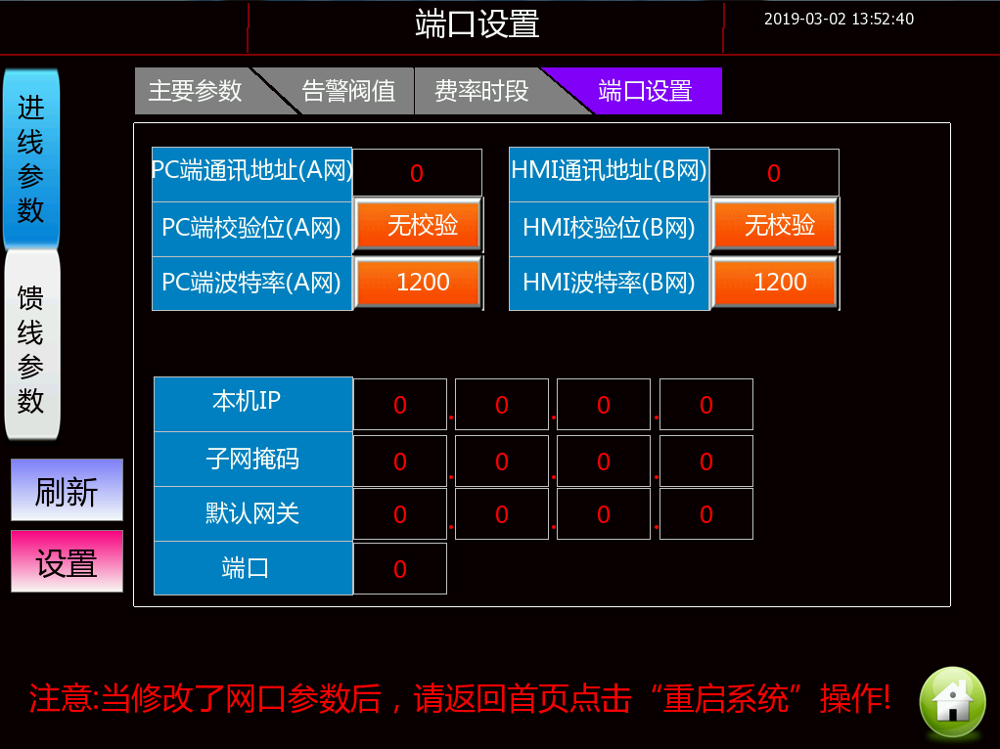 端口设置
2019-03-02 13:52:40
主要参数 告警阀值 费率时段 端口设置
进线参数
馈线参数
刷新
设置
PC端通讯地址(A网) 0 HMI通讯地址(B网) 0
PC端校验位(A网) 无校验 HMI校验位(B网) 无校验
PC端波特率(A网) 1200 HMI波特率(B网) 1200
本机IP 0 . 0 . 0 . 0
子网掩码 0 . 0 . 0 . 0
默认网关 0 . 0 . 0 . 0
端口 0
注意:当修改了网口参数后，请返回首页点击“重启系统”操作!